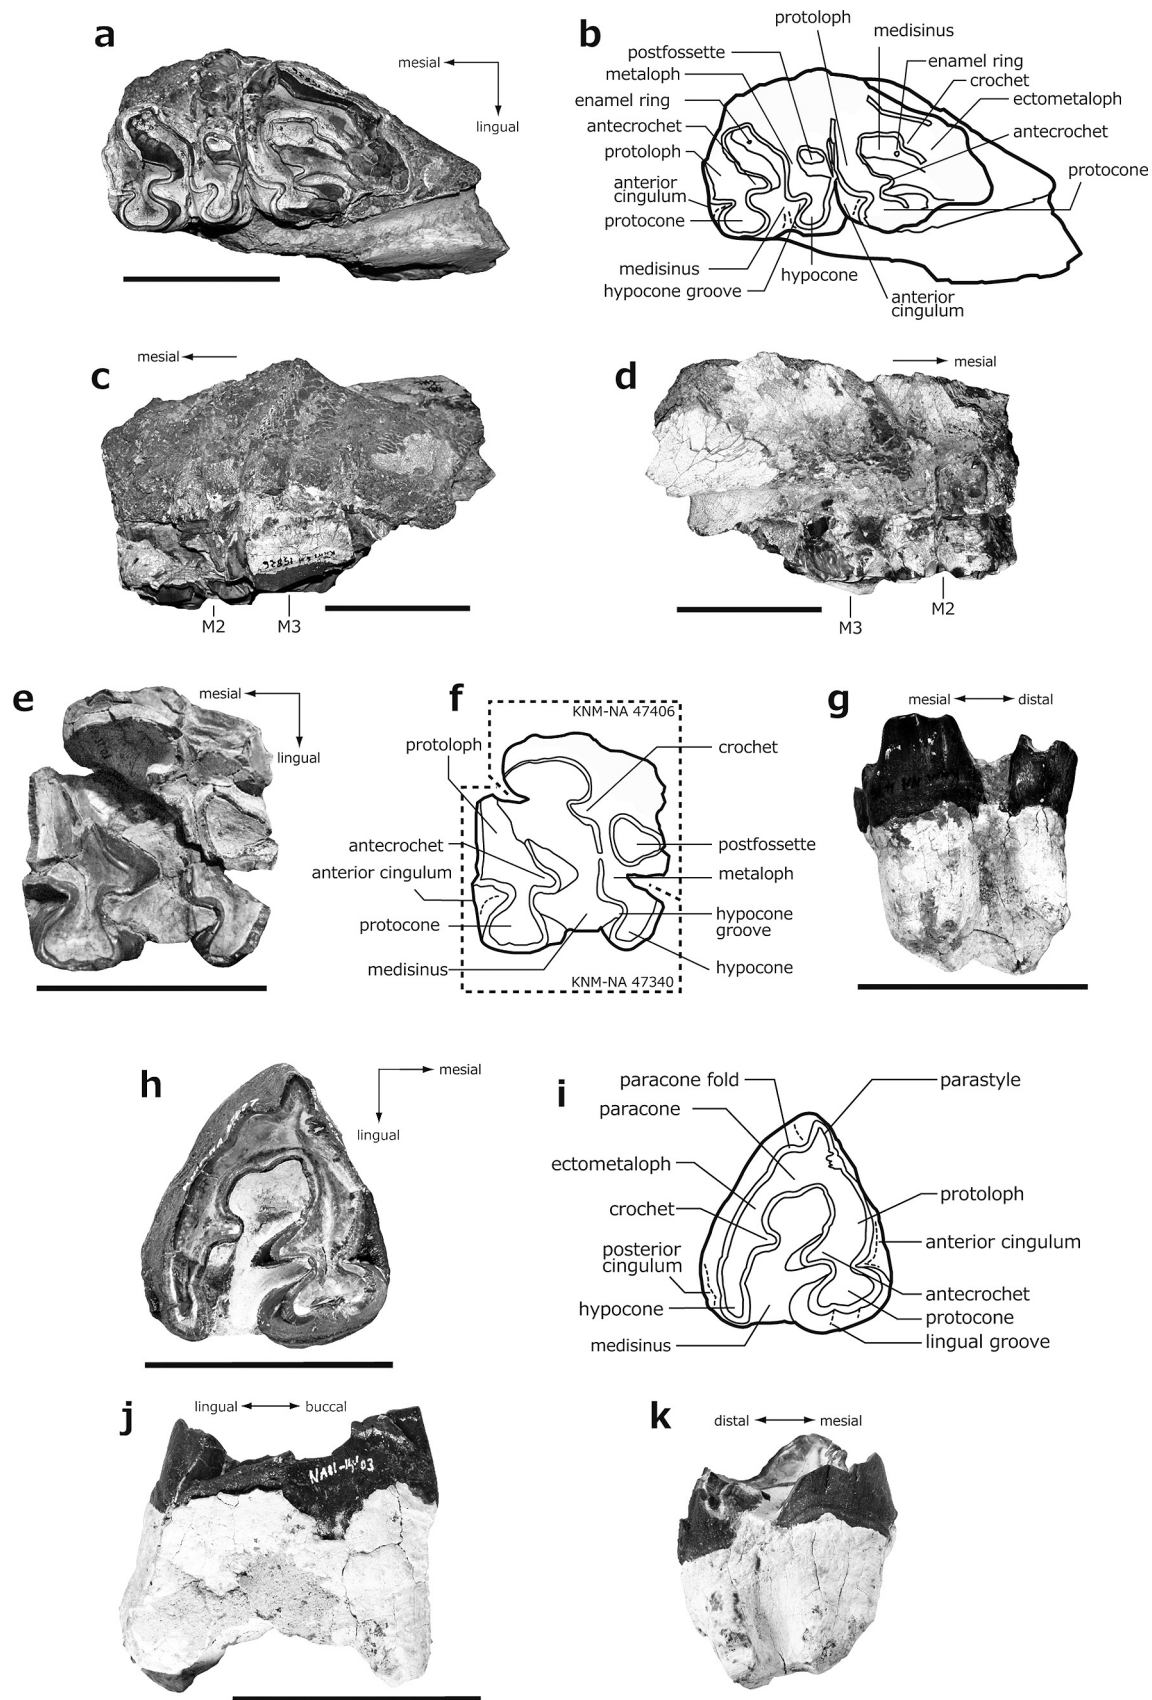 a
mesial
lingual
b
protoloph
medisinus
postfossette
metaloph
enamel ring
antecrochet
protoloph
anterior
cingulum
protocone
medisinus
hypocone groove
hypocone
anterior
cingulum
enamel ring
crochet
ectometaloph
antecrochet
protocone
c
mesial
M2
M3
d
mesial
M3
M2
e
mesial
lingual
f
KNM-NA 47406
protoloph
crochet
antecrochet
anterior cingulum
protocone
medisinus
postfossette
metaloph
hypocone
groove
hypocone
KNM-NA 47340
g
mesial
distal
h
mesial
lingual
i
paracone fold
paracone
ectometaloph
crochet
posterior
cingulum
hypocone
medisinus
parastyle
protoloph
anterior cingulum
antecrochet
protocone
lingual groove
j
lingual
buccal
k
distal
mesial